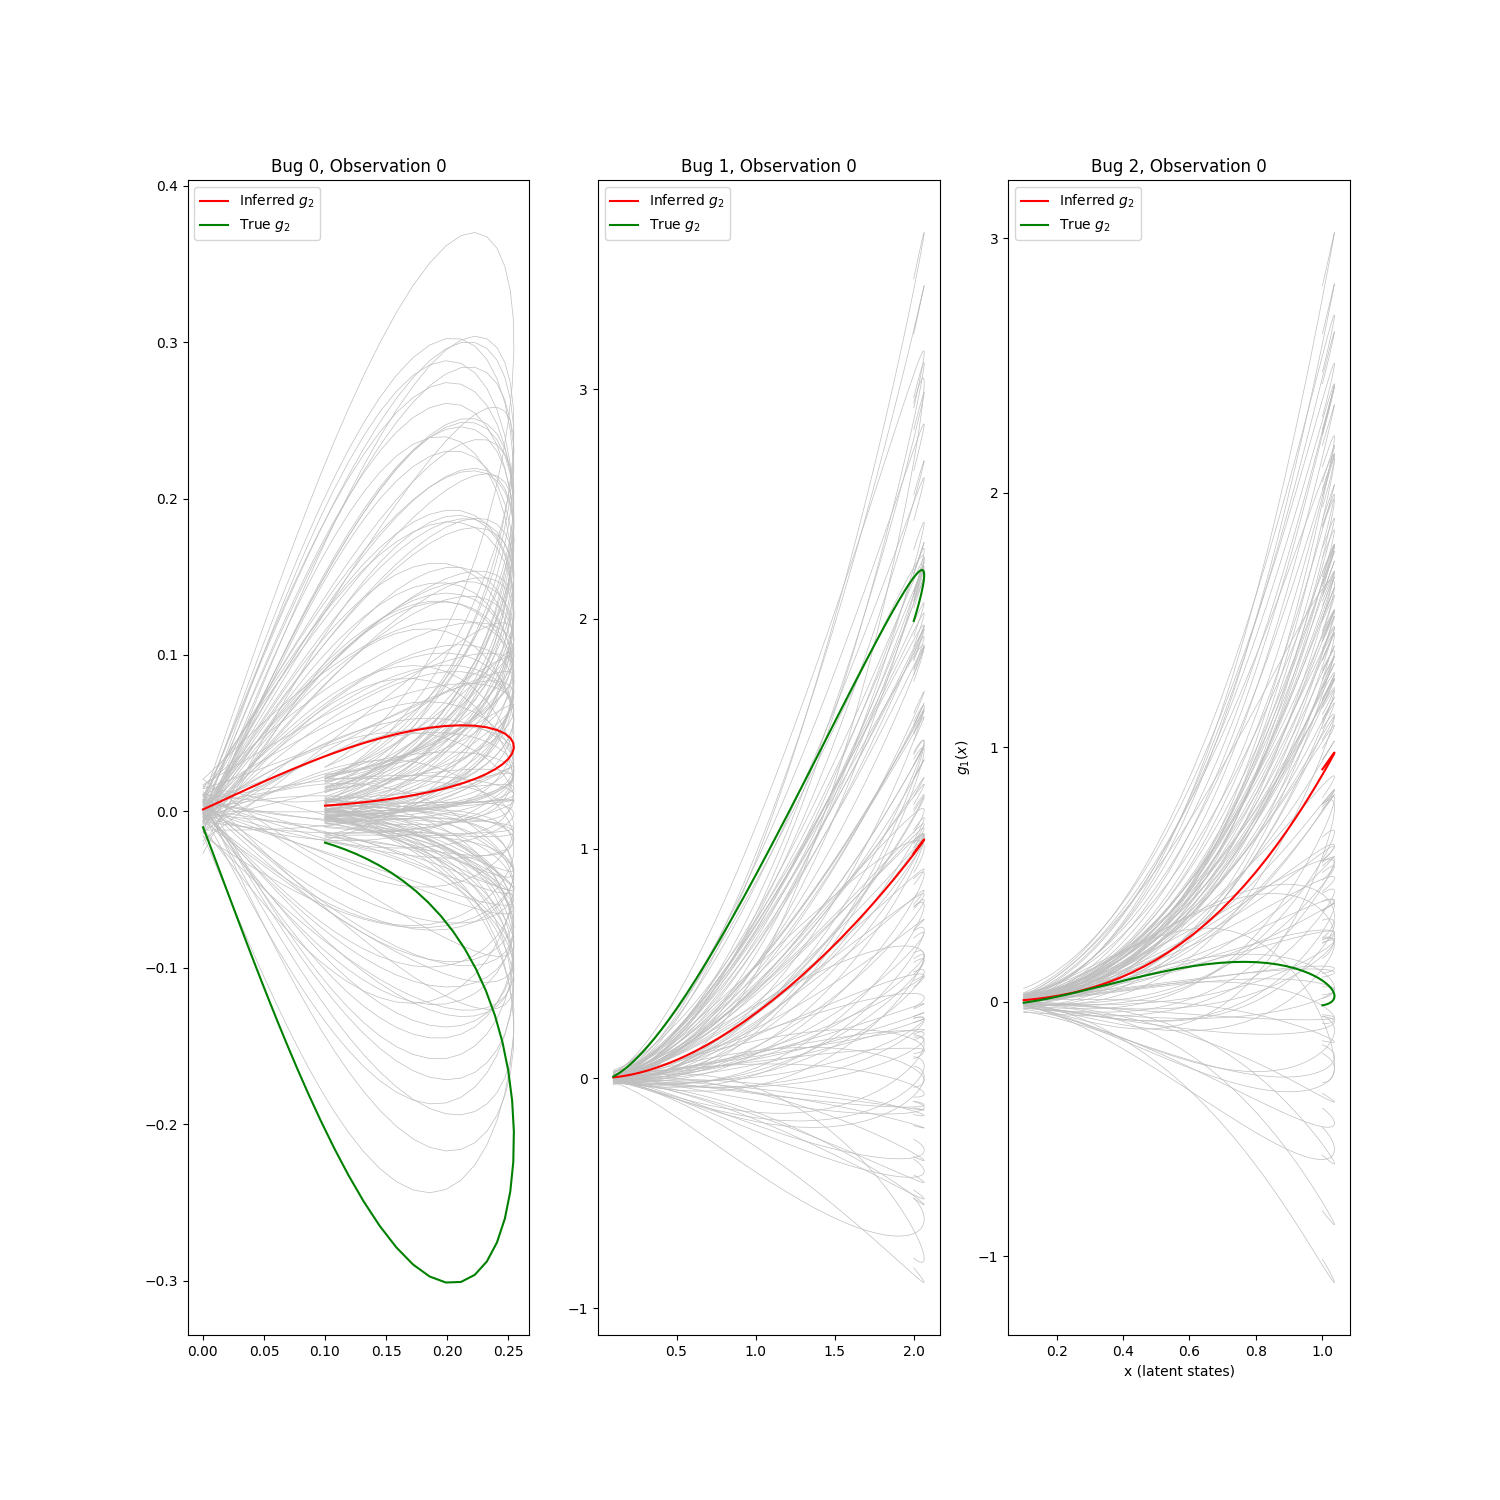 Bug 0, Observation 0
Inferred g₂
True g₂
0.4
0.3
0.2
0.1
0.0
−0.1
−0.2
−0.3
0.00 0.05 0.10 0.15 0.20 0.25
Bug 1, Observation 0
Inferred g₂
True g₂
3
2
1
0
−1
0.5 1.0 1.5 2.0
Bug 2, Observation 0
Inferred g₂
True g₂
g₁(x)
3
2
1
0
−1
0.2 0.4 0.6 0.8 1.0
x (latent states)